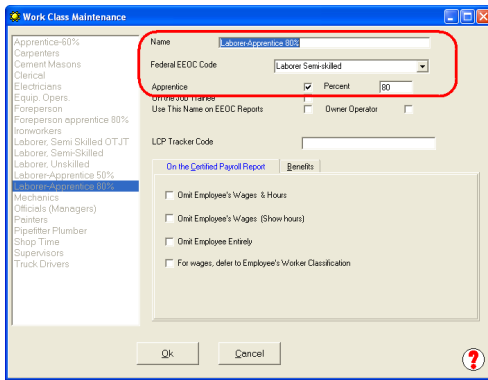 Work Class Maintenance
Apprentice-60%
Carpenters
Cement Masons
Clerical
Electricians
Equip. Opers.
Foreperson
Foreperson apprentice 80%
Ironworkers
Laborer, Semi Skilled OTJT
Laborer, Semi-Skilled
Laborer, Unskilled
Laborer-Apprentice 50%
Laborer-Apprentice 80%
Mechanics
Officials (Managers)
Painters
Pipefitter Plumber
Shop Time
Supervisors
Truck Drivers
Name Laborer-Apprentice 80%
Federal EEOC Code Laborer Semi-skilled
Apprentice Percent 80
On the Job Trainee
Use This Name on EEOC Reports Owner Operator
LCP Tracker Code
On the Certified Payroll Report Benefits
Omit Employee's Wages & Hours
Omit Employee's Wages (Show hours)
Omit Employee Entirely
For wages, defer to Employee's Worker Classification
Ok Cancel
?